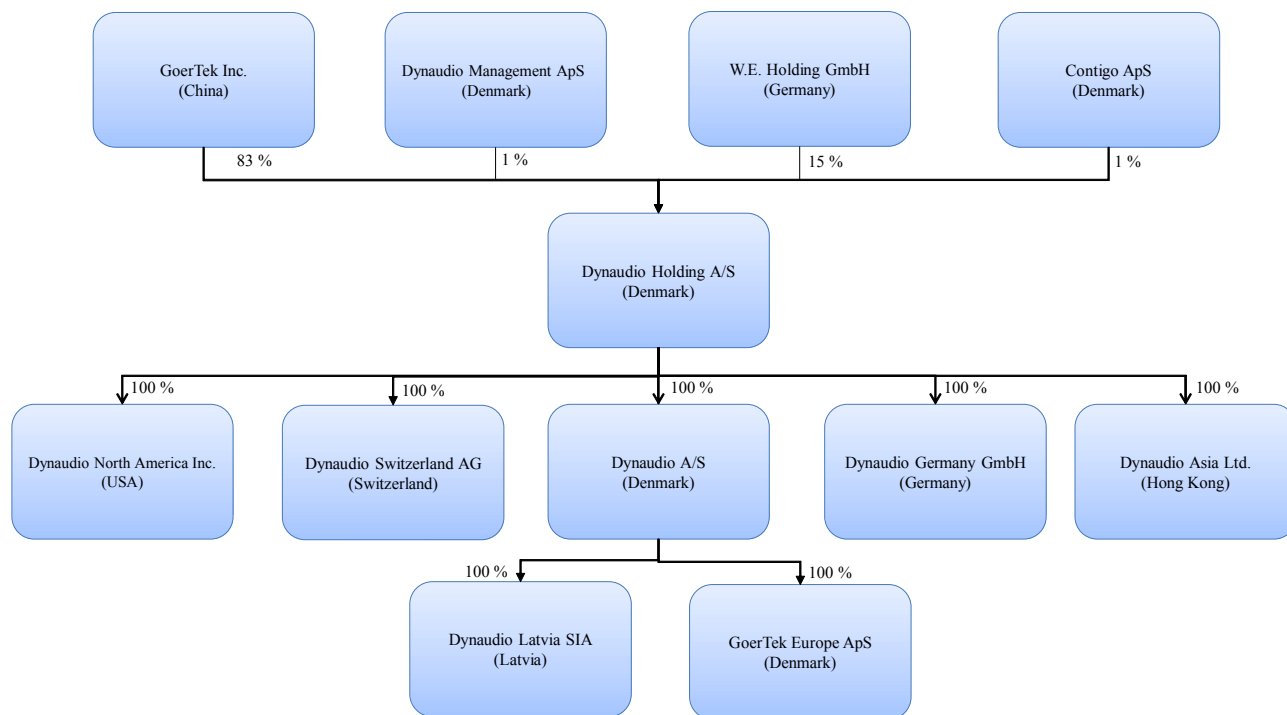 GoerTek Inc.
(China)
Dynaudio Management ApS
(Denmark)
W.E. Holding GmbH
(Germany)
Contigo ApS
(Denmark)
83 %
1 %
15 %
1 %
Dynaudio Holding A/S
(Denmark)
100 %
100 %
100 %
100 %
100 %
Dynaudio North America Inc.
(USA)
Dynaudio Switzerland AG
(Switzerland)
Dynaudio A/S
(Denmark)
Dynaudio Germany GmbH
(Germany)
Dynaudio Asia Ltd.
(Hong Kong)
100 %
100 %
Dynaudio Latvia SIA
(Latvia)
GoerTek Europe ApS
(Denmark)